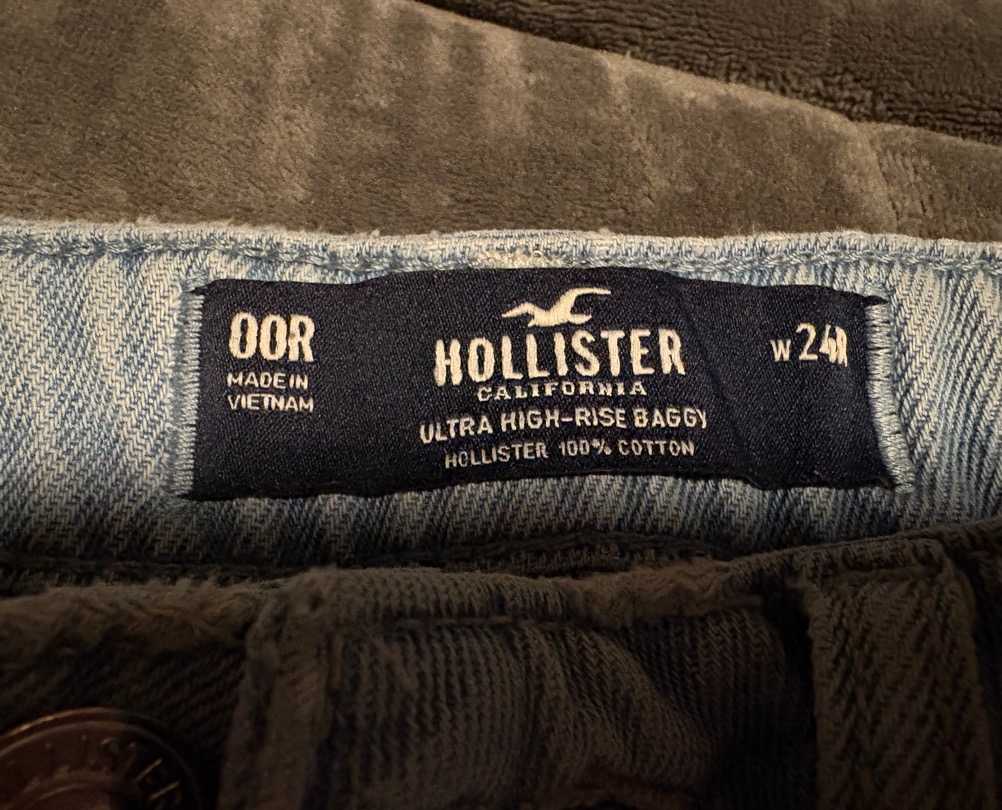 00R
MADE IN
VIETNAM
HOLLISTER
CALIFORNIA
ULTRA HIGH-RISE BAGGY
HOLLISTER 100% COTTON
W 24R